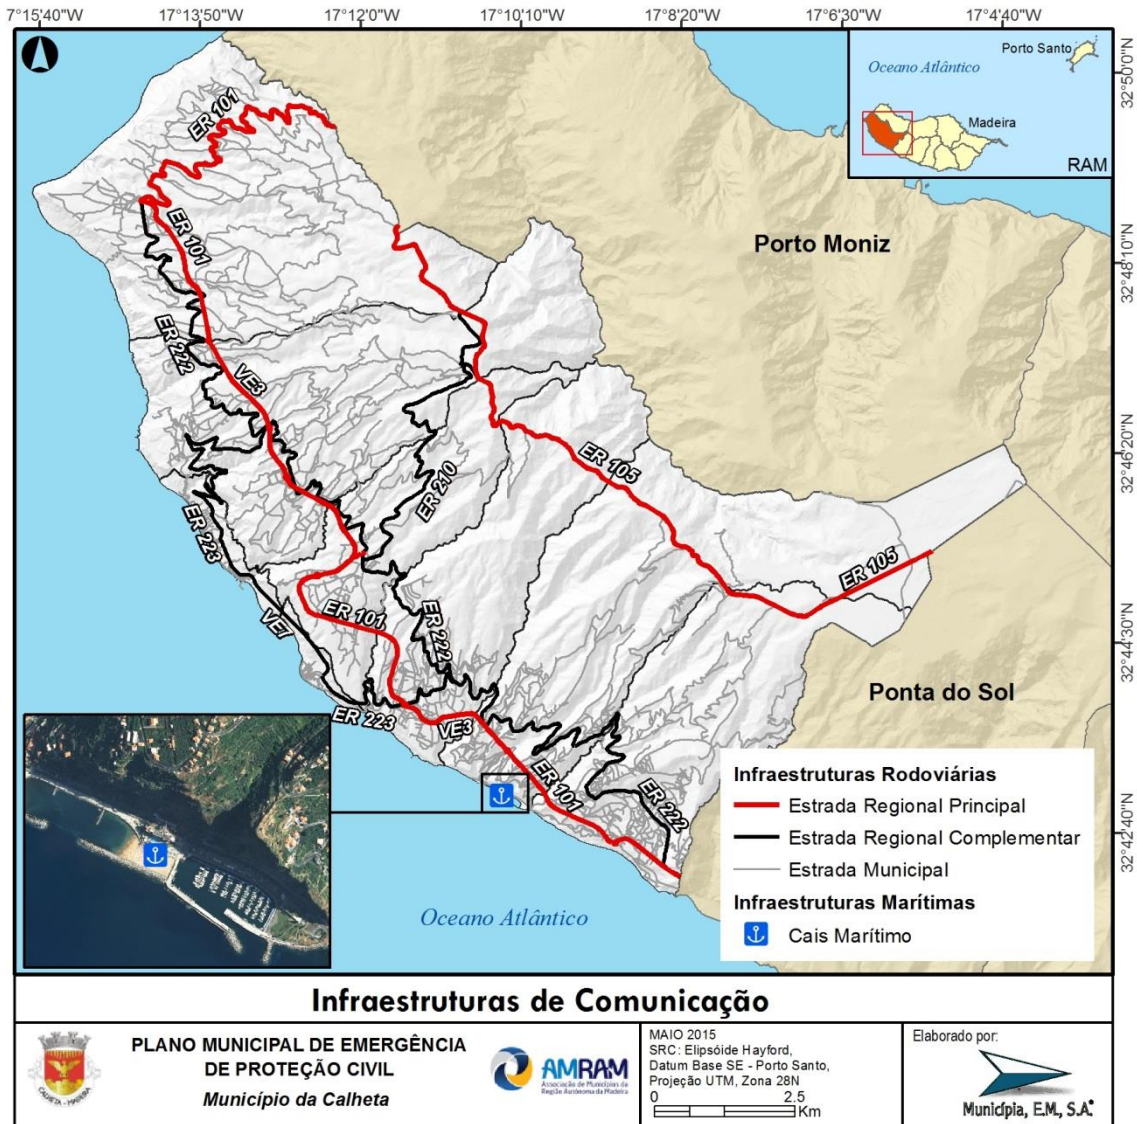 7°15'40"W
17°13'50"W
17°12'0"W
17°10'10"W
17°8'20"W
17°6'30"W
17°4'40"W
32°50'0"N
32°48'10"N
32°46'20"N
32°44'30"N
32°42'40"N
Porto Santo
Oceano Atlântico
Madeira
RAM
ER 101
Porto Moniz
ER 101
ER 222
VE3
ER 210
ER 105
ER 223
ER 105
VE7
ER 101
ER 222
ER 223
VE3
Ponta do Sol
ER 101
ER 222
Oceano Atlântico
Infraestruturas Rodoviárias
Estrada Regional Principal
Estrada Regional Complementar
Estrada Municipal
Infraestruturas Marítimas
Cais Marítimo
Infraestruturas de Comunicação
CALHETA - MADEIRA
PLANO MUNICIPAL DE EMERGÊNCIA
DE PROTEÇÃO CIVIL
Município da Calheta
AMRAM
Associação de Municípios da
Região Autónoma da Madeira
MAIO 2015
SRC: Elipsóide Hayford,
Datum Base SE - Porto Santo,
Projeção UTM, Zona 28N
0 2.5
Km
Elaborado por:
Município, E.M., S.A.